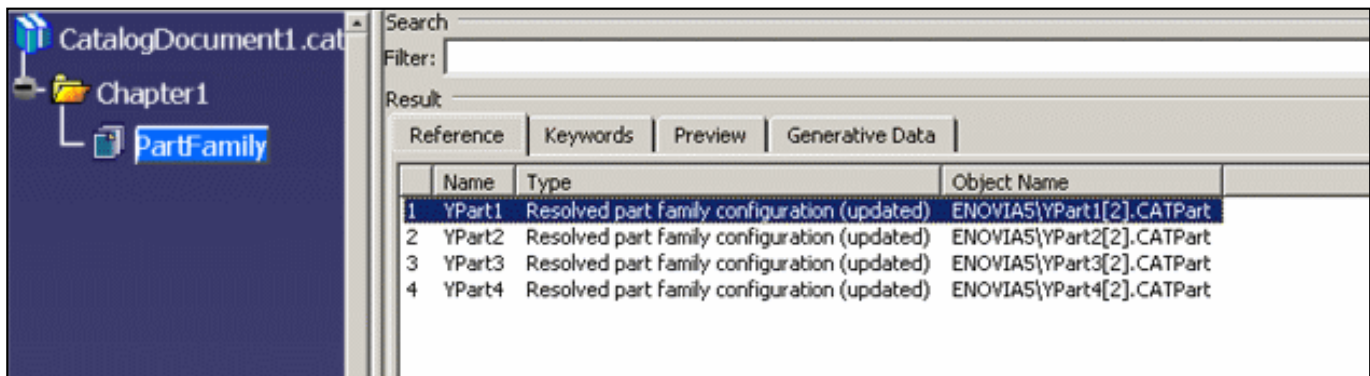 CatalogDocument1.cat
Chapter1
PartFamily
Search
Filter:
Result
Reference Keywords Preview Generative Data
Name Type Object Name
1 YPart1 Resolved part family configuration (updated) ENOVIA5\YPart1[2].CATPart
2 YPart2 Resolved part family configuration (updated) ENOVIA5\YPart2[2].CATPart
3 YPart3 Resolved part family configuration (updated) ENOVIA5\YPart3[2].CATPart
4 YPart4 Resolved part family configuration (updated) ENOVIA5\YPart4[2].CATPart